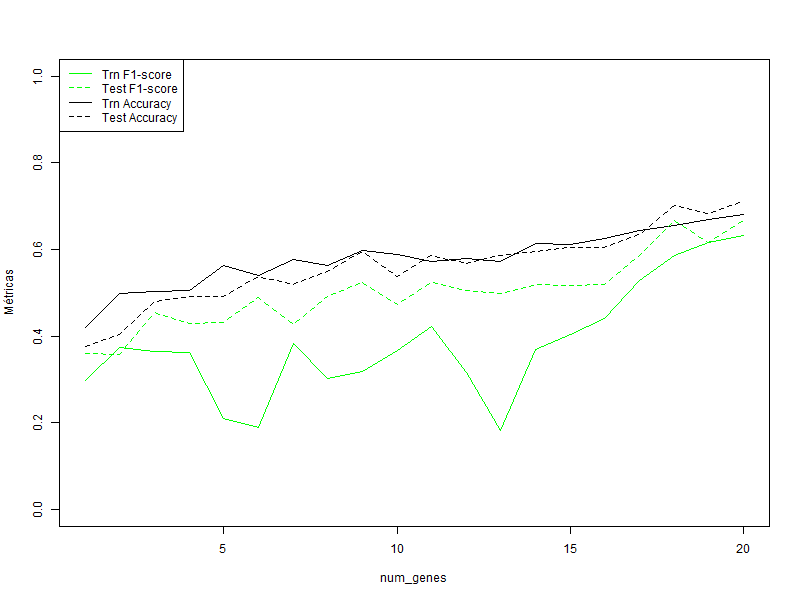 Trn F1-score
Test F1-score
Trn Accuracy
Test Accuracy
1.0
0.8
0.6
0.4
0.2
0.0
Métricas
5
10
15
20
num_genes